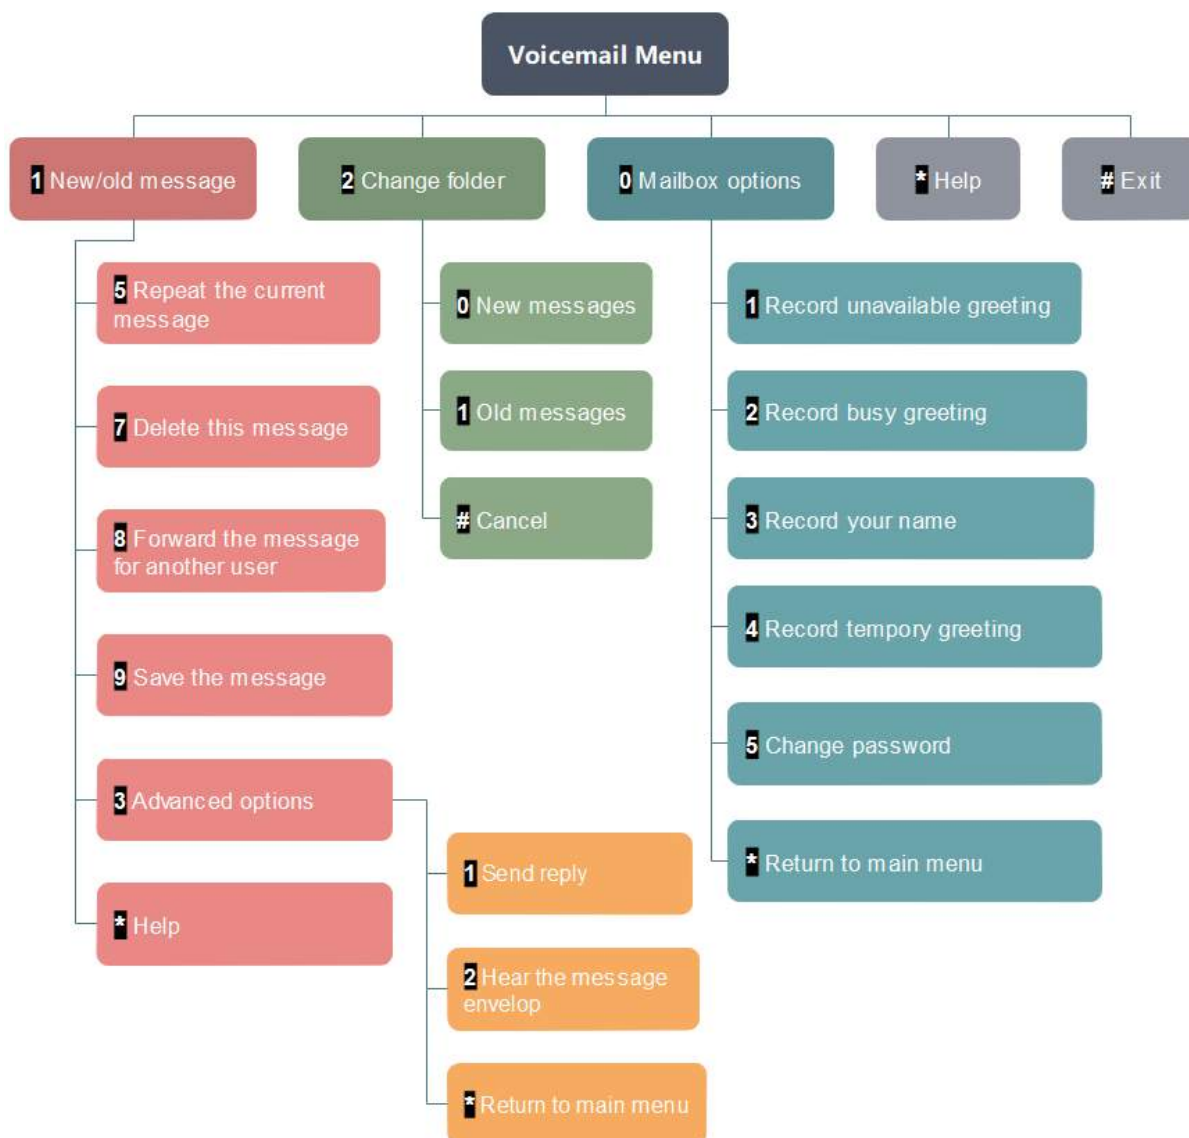 Voicemail Menu
1 New/old message
2 Change folder
0 Mailbox options
* Help
# Exit
5 Repeat the current
message
7 Delete this message
8 Forward the message
for another user
9 Save the message
3 Advanced options
* Help
1 Send reply
2 Hear the message
envelop
* Return to main menu
0 New messages
1 Old messages
# Cancel
1 Record unavailable greeting
2 Record busy greeting
3 Record your name
4 Record tempory greeting
5 Change password
* Return to main menu